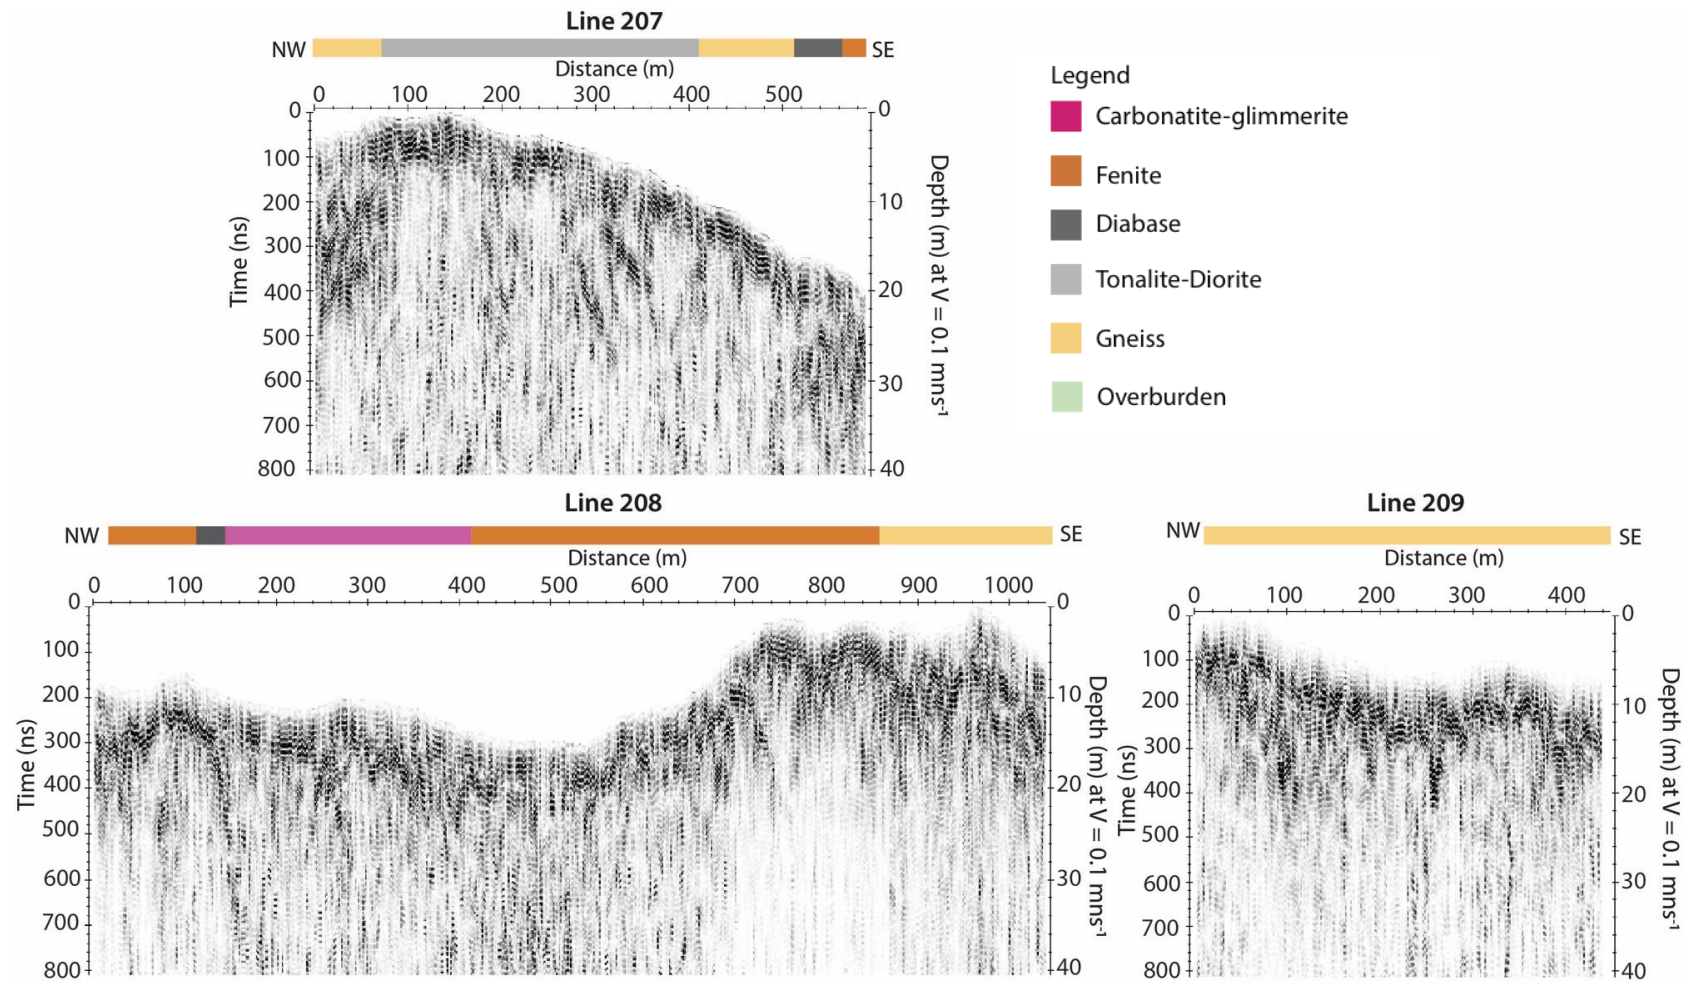 Line 207
NW SE
Distance (m)
0 100 200 300 400 500
0 100 200 300 400 500 600 700 800
Time (ns)
0 10 20 30 40
Depth (m) at V = 0.1 mns⁻¹
Legend
Carbonatite-glimmerite
Fenite
Diabase
Tonalite-Diorite
Gneiss
Overburden
Line 208
NW SE
Distance (m)
0 100 200 300 400 500 600 700 800 900 1000
0 100 200 300 400 500 600 700 800
Time (ns)
0 10 20 30 40
Depth (m) at V = 0.1 mns⁻¹
Line 209
NW SE
Distance (m)
0 100 200 300 400
0 100 200 300 400 500 600 700 800
Time (ns)
0 10 20 30 40
Depth (m) at V = 0.1 mns⁻¹